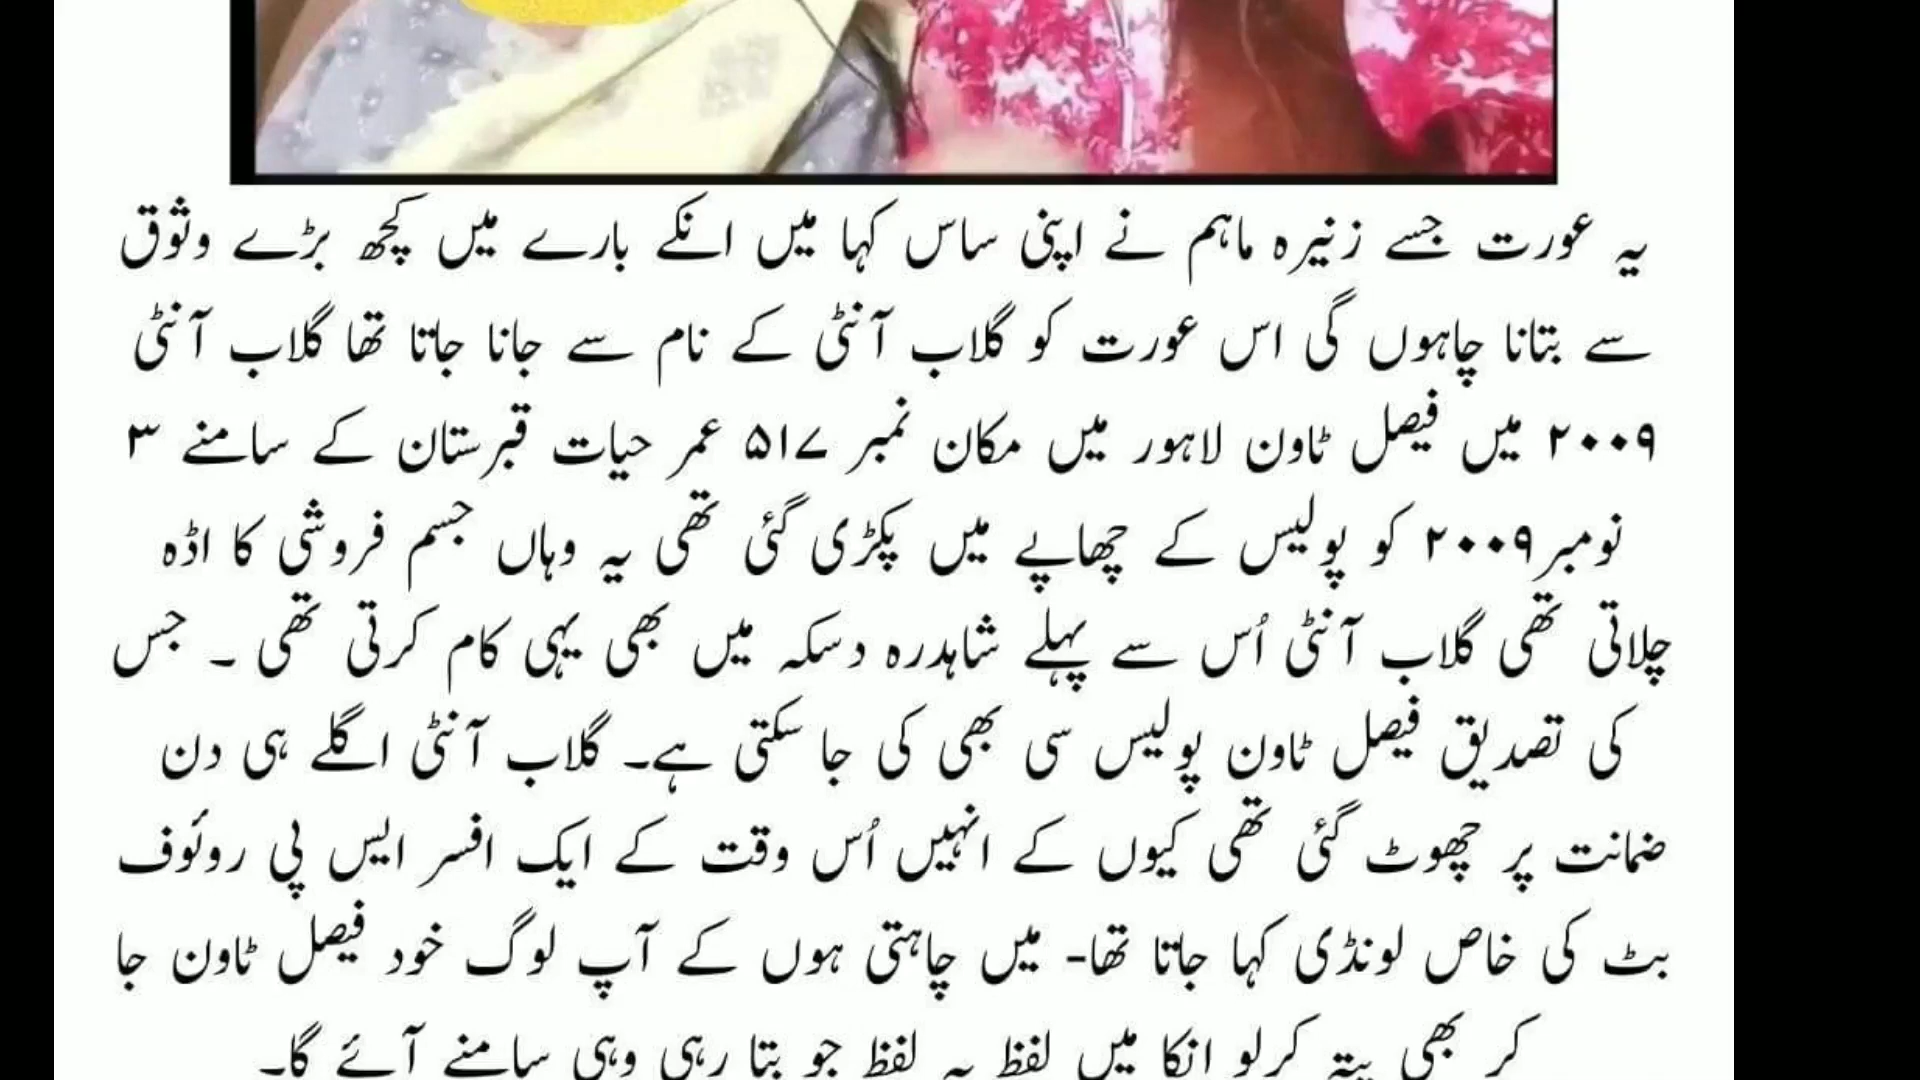 یہ عورت جسے زنیرہ ماہم نے اپنی ساس کہا میں انکے بارے میں کچھ بڑے وثوق
سے بتانا چاہوں گی اس عورت کو گلاب آنٹی کے نام سے جانا جاتا تھا گلاب آنٹی
۲۰۰۹ میں فیصل ٹاون لاہور میں مکان نمبر ۵۱۷ عمر حیات قبرستان کے سامنے ۳
نومبر ۲۰۰۹ کو پولیس کے چھاپے میں پکڑی گئی تھی یہ وہاں جسم فروشی کا اڈہ
چلاتی تھی گلاب آنٹی اُس سے پہلے شاہدرہ دسکہ میں بھی یہی کام کرتی تھی ۔ جس
کی تصدیق فیصل ٹاون پولیس سی بھی کی جا سکتی ہے۔ گلاب آنٹی اگلے ہی دن
ضمانت پر چھوٹ گئی تھی کیوں کے انہیں اُس وقت کے ایک افسر ایس پی روئوف
بٹ کی خاص لونڈی کہا جاتا تھا- میں چاہتی ہوں کے آپ لوگ خود فیصل ٹاون جا
کر بھی پتہ کرلو انکا میں لفظ بہ لفظ جو بتا رہی وہی سامنے آئے گا۔